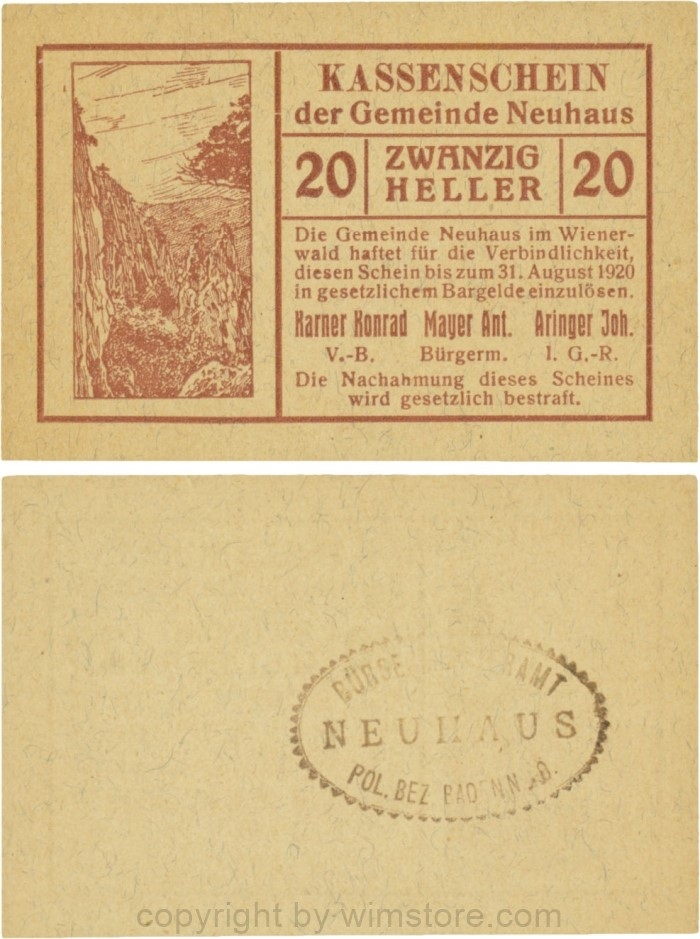 KASSENSCHEIN
der Gemeinde Neuhaus
20 ZWANZIG 20
HELLER
Die Gemeinde Neuhaus im Wiener-
wald haftet für die Verbindlichkeit,
diesen Schein bis zum 31. August 1920
in gesetzlichem Bargelde einzulösen.
Karner Konrad Mayer Ant. Aringer Joh.
V.-B. Bürgerm. I. G.-R.
Die Nachahmung dieses Scheines
wird gesetzlich bestraft.
NEUHAUS
POL. BEZ. BADEN N.
copyright by wimstore.com